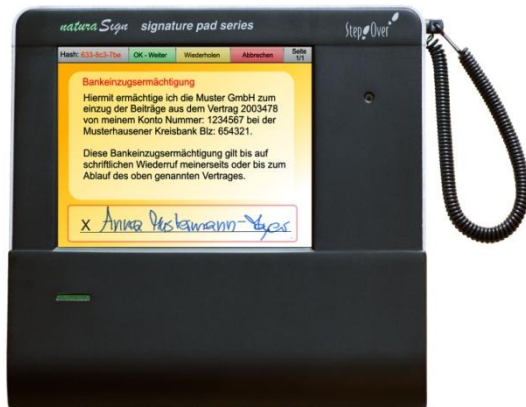 naturaSign signature pad series
StepOver
Hash: 633-8c3-7be OK - Weiter Wiederholen Abbrechen Seite 1/1
Bankeinzugsermächtigung
Hiermit ermächtige ich die Muster GmbH zum
einzug der Beiträge aus dem Vertrag 2003478
von meinem Konto Nummer: 1234567 bei der
Musterhausener Kreisbank Blz: 654321.
Diese Bankeinzugsermächtigung gilt bis auf
schriftlichen Wiederruf meinerseits oder bis zum
Ablauf des oben genannten Vertrages.
X Anna Mustermann-